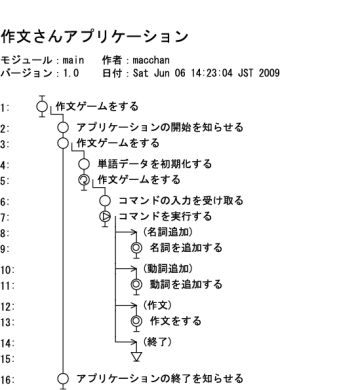 作文さんアプリケーション
モジュール：main　作者：macchan
バージョン：1.0　日付：Sat Jun 06 14:23:04 JST 2009
1: 作文ゲームをする
2: アプリケーションの開始を知らせる
3: 作文ゲームをする
4: 単語データを初期化する
5: 作文ゲームをする
6: コマンドの入力を受け取る
7: コマンドを実行する
8: (名詞追加)
9: 名詞を追加する
10: (動詞追加)
11: 動詞を追加する
12: (作文)
13: 作文をする
14: (終了)
15:
16: アプリケーションの終了を知らせる